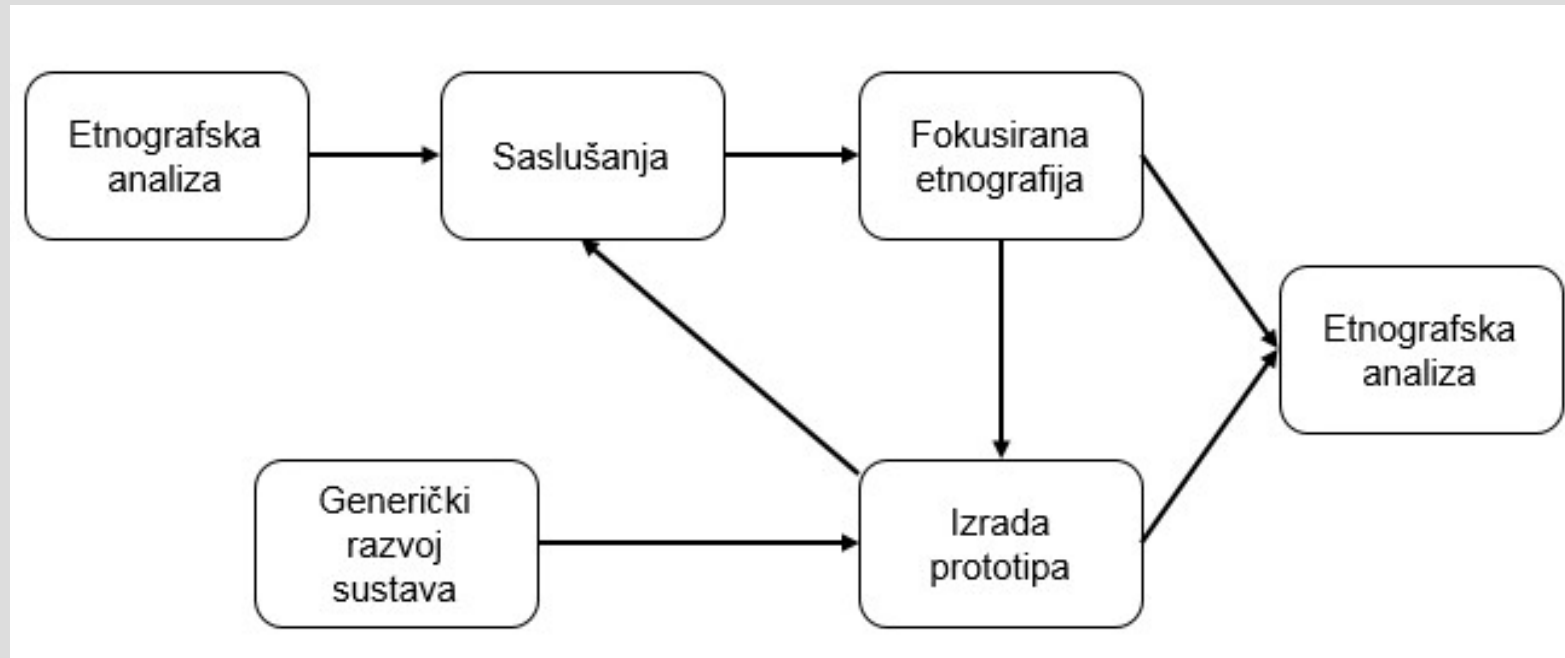 Etnografska
analiza
Saslušanja
Fokusirana
etnografija
Etnografska
analiza
Generički
razvoj
sustava
Izrada
prototipa